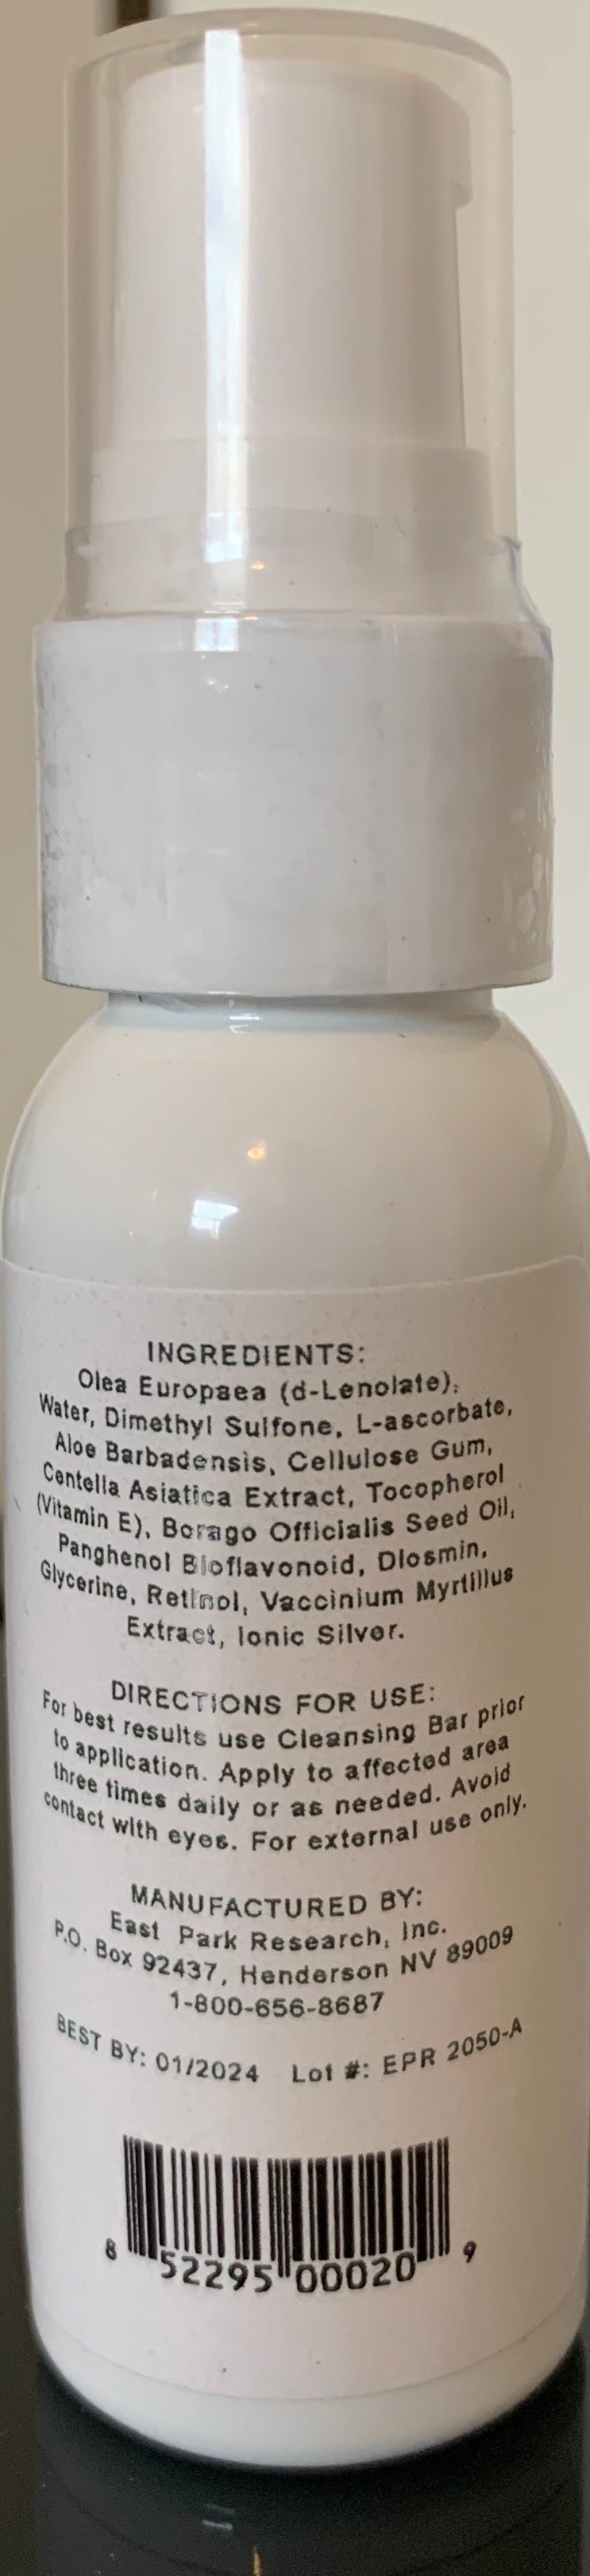 INGREDIENTS:
Olea Europaea (d-Lenolate),
Water, Dimethyl Sulfone, L-ascorbate,
Aloe Barbadensis, Cellulose Gum,
Centella Asiatica Extract, Tocopherol
(Vitamin E), Borago Officialis Seed Oil,
Panghenol Bioflavonoid, Diosmin,
Glycerine, Retinol, Vaccinium Myrtillus
Extract, Ionic Silver.
DIRECTIONS FOR USE:
For best results use Cleansing Bar prior
to application. Apply to affected area
three times daily or as needed. Avoid
contact with eyes. For external use only.
MANUFACTURED BY:
East Park Research, Inc.
P.O. Box 92437, Henderson NV 89009
1-800-656-8687
BEST BY: 01/2024 Lot #: EPR 2050-A
8 52295 00020 9